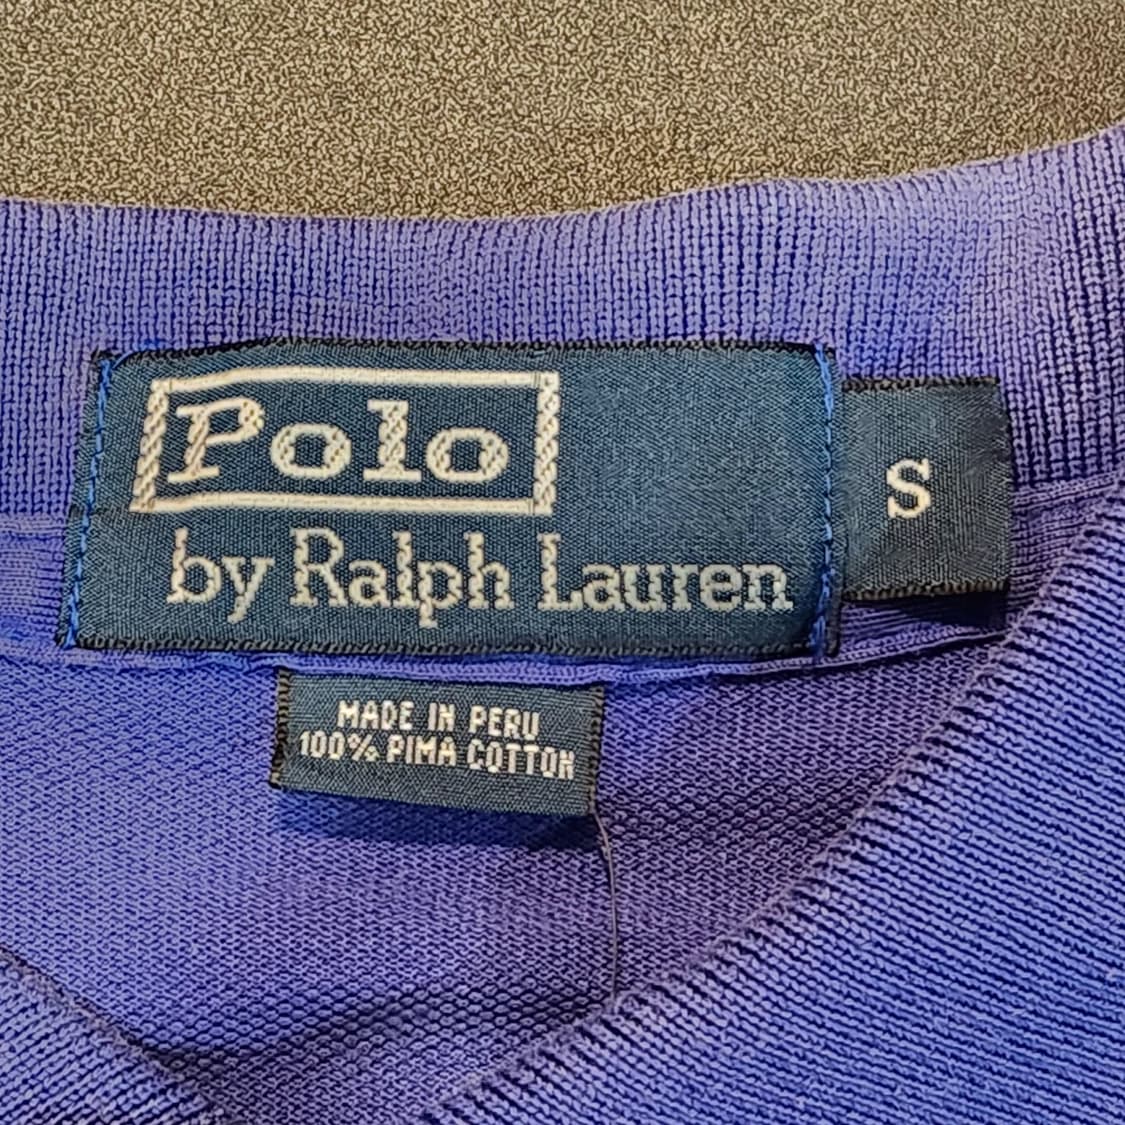 Polo
by Ralph Lauren
S
MADE IN PERU
100% PIMA COTTON